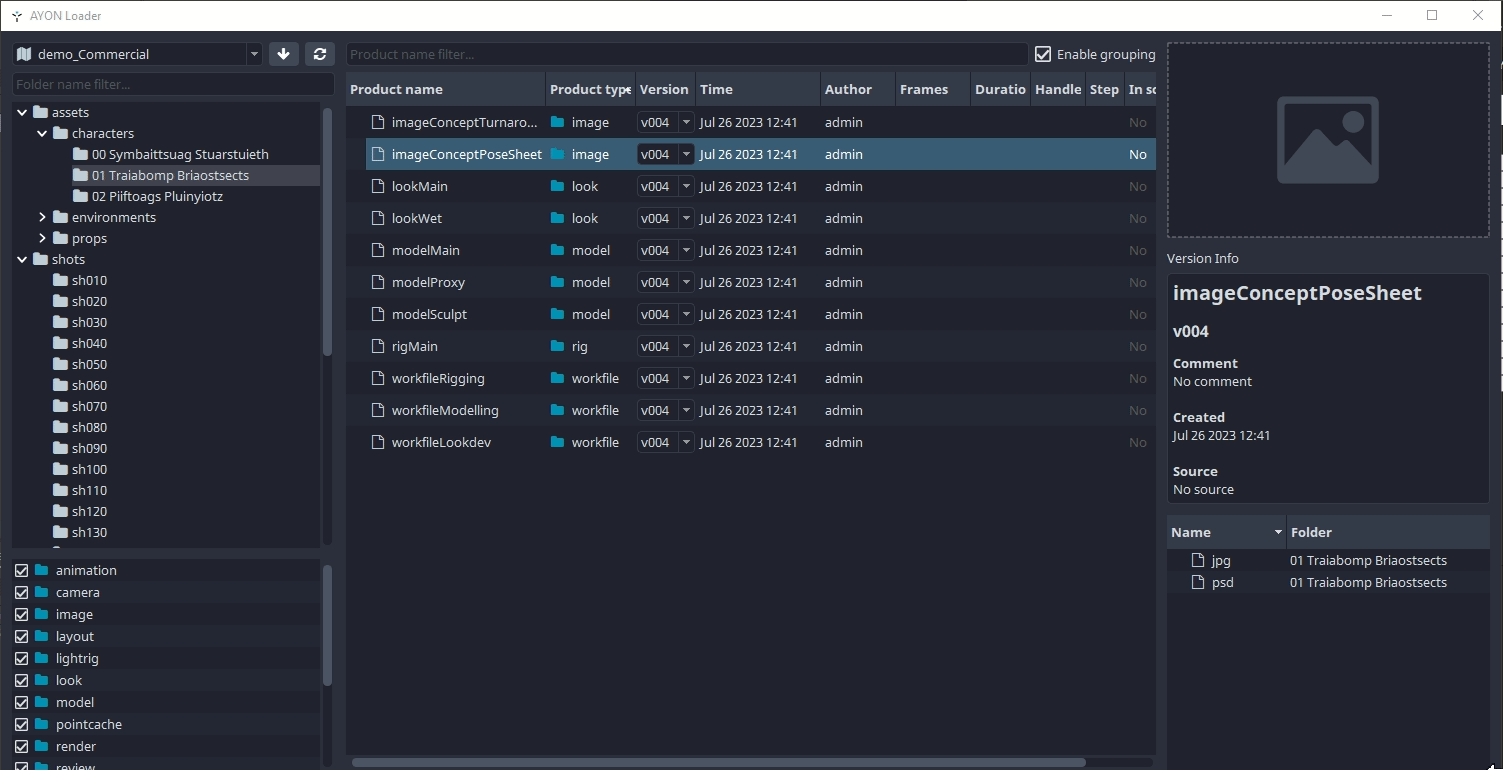 AYON Loader
demo_Commercial
Folder name filter...
assets
characters
00 Symbaittsuag Stuarstuieth
01 Traiabomp Briaostsects
02 Piiftoags Pluinyiotz
environments
props
shots
sh010
sh020
sh030
sh040
sh050
sh060
sh070
sh080
sh090
sh100
sh110
sh120
sh130
animation
camera
image
layout
lightrig
look
model
pointcache
render
review
Product name filter...
Enable grouping
Product name Product type Version Time Author Frames Duratio Handle Step In sc
imageConceptTurnaro... image v004 Jul 26 2023 12:41 admin No
imageConceptPoseSheet image v004 Jul 26 2023 12:41 admin No
lookMain look v004 Jul 26 2023 12:41 admin No
lookWet look v004 Jul 26 2023 12:41 admin No
modelMain model v004 Jul 26 2023 12:41 admin No
modelProxy model v004 Jul 26 2023 12:41 admin No
modelSculpt model v004 Jul 26 2023 12:41 admin No
rigMain rig v004 Jul 26 2023 12:41 admin No
workfileRigging workfile v004 Jul 26 2023 12:41 admin No
workfileModelling workfile v004 Jul 26 2023 12:41 admin No
workfileLookdev workfile v004 Jul 26 2023 12:41 admin No
Version Info
imageConceptPoseSheet
v004
Comment
No comment
Created
Jul 26 2023 12:41
Source
No source
Name Folder
jpg 01 Traiabomp Briaostsects
psd 01 Traiabomp Briaostsects